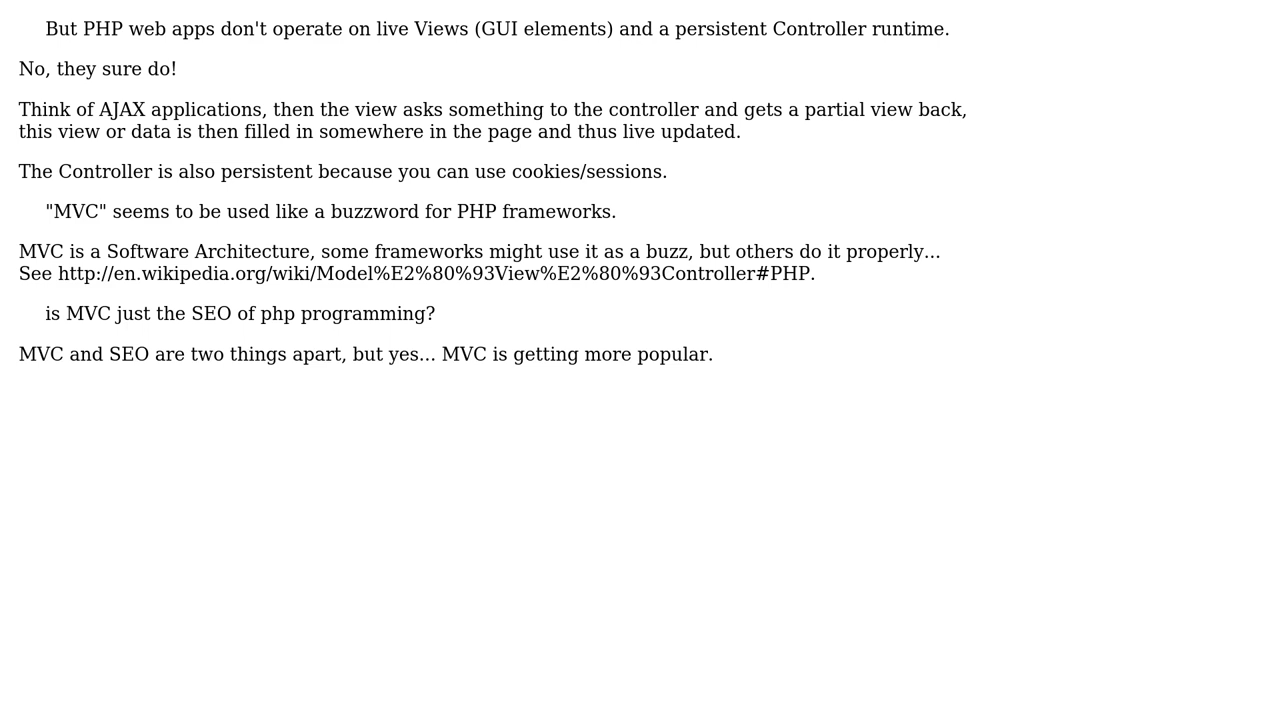 But PHP web apps don't operate on live Views (GUI elements) and a persistent Controller runtime.
No, they sure do!
Think of AJAX applications, then the view asks something to the controller and gets a partial view back,
this view or data is then filled in somewhere in the page and thus live updated.
The Controller is also persistent because you can use cookies/sessions.
"MVC" seems to be used like a buzzword for PHP frameworks.
MVC is a Software Architecture, some frameworks might use it as a buzz, but others do it properly...
See http://en.wikipedia.org/wiki/Model%E2%80%93View%E2%80%93Controller#PHP.
is MVC just the SEO of php programming?
MVC and SEO are two things apart, but yes... MVC is getting more popular.